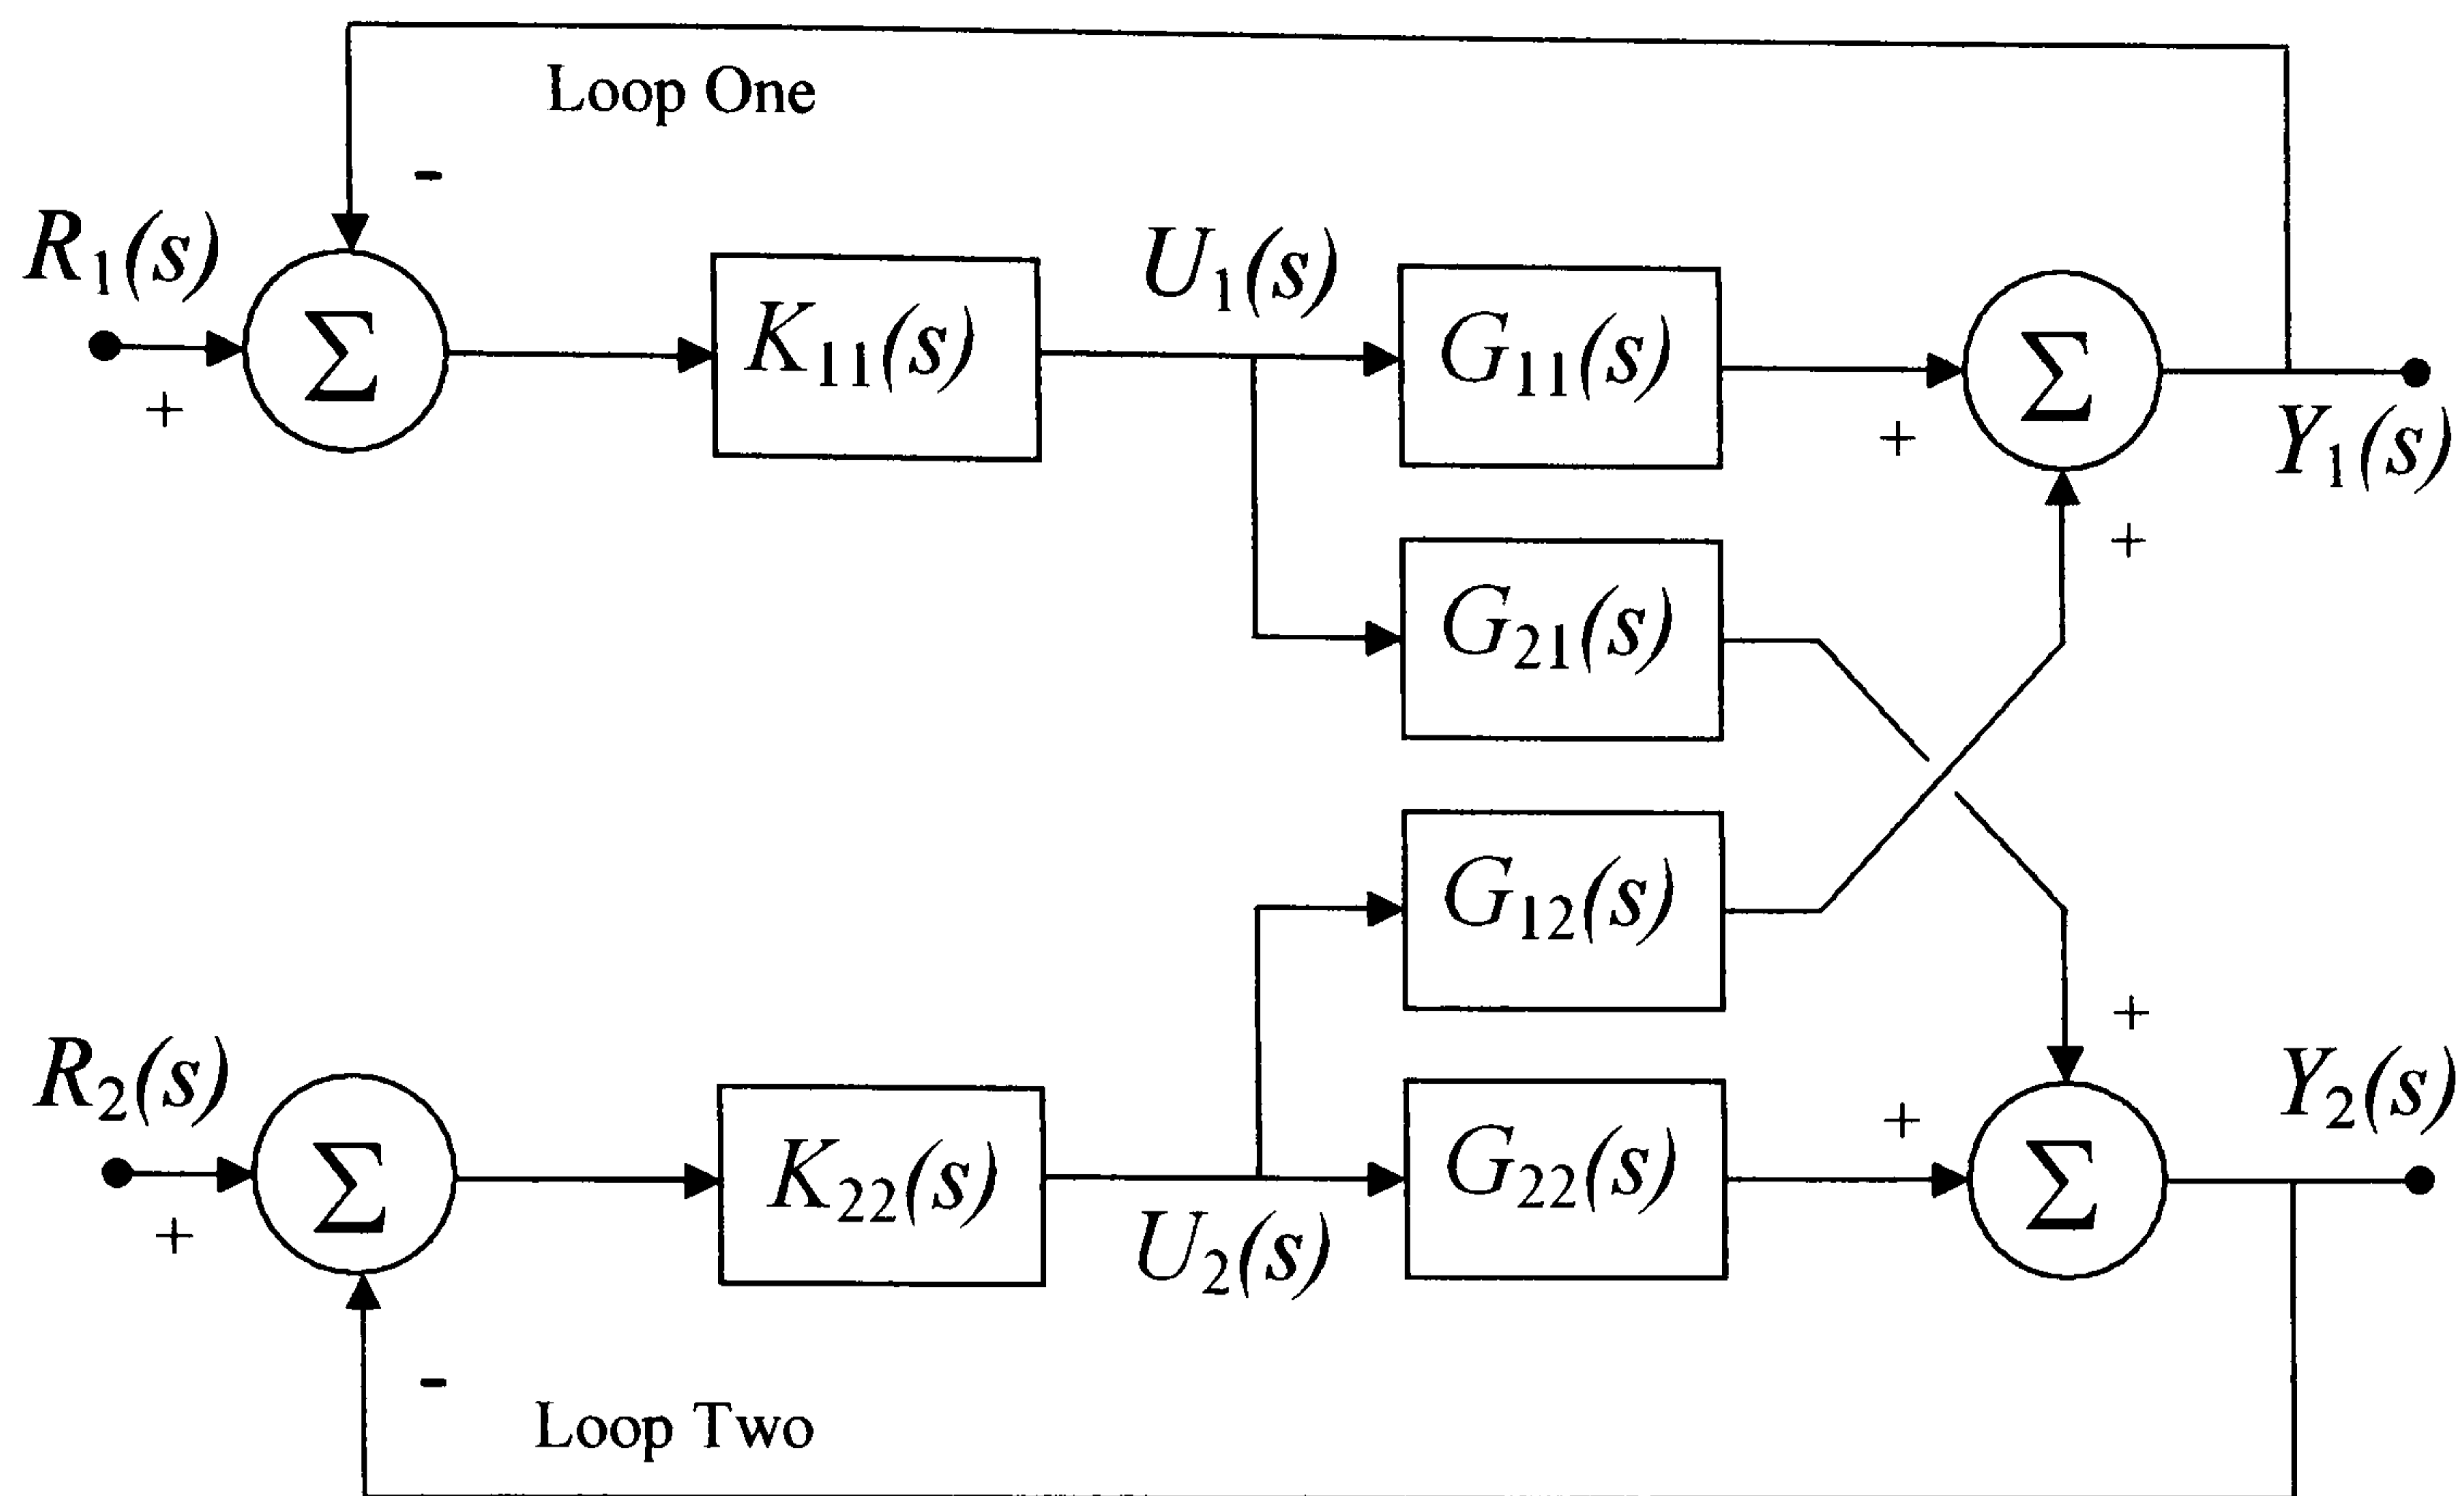 Loop One
-
R₁(s)
+
Σ
K₁₁(s)
U₁(s)
G₁₁(s)
+
Σ
Y₁(s)
+
G₂₁(s)
G₁₂(s)
+
R₂(s)
+
Σ
K₂₂(s)
U₂(s)
G₂₂(s)
+
Σ
Y₂(s)
-
Loop Two